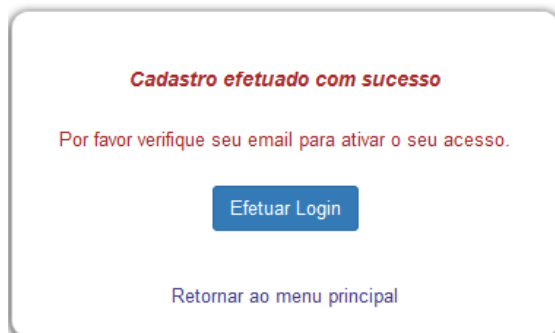 Cadastro efetuado com sucesso
Por favor verifique seu email para ativar o seu acesso.
Efetuar Login
Retornar ao menu principal